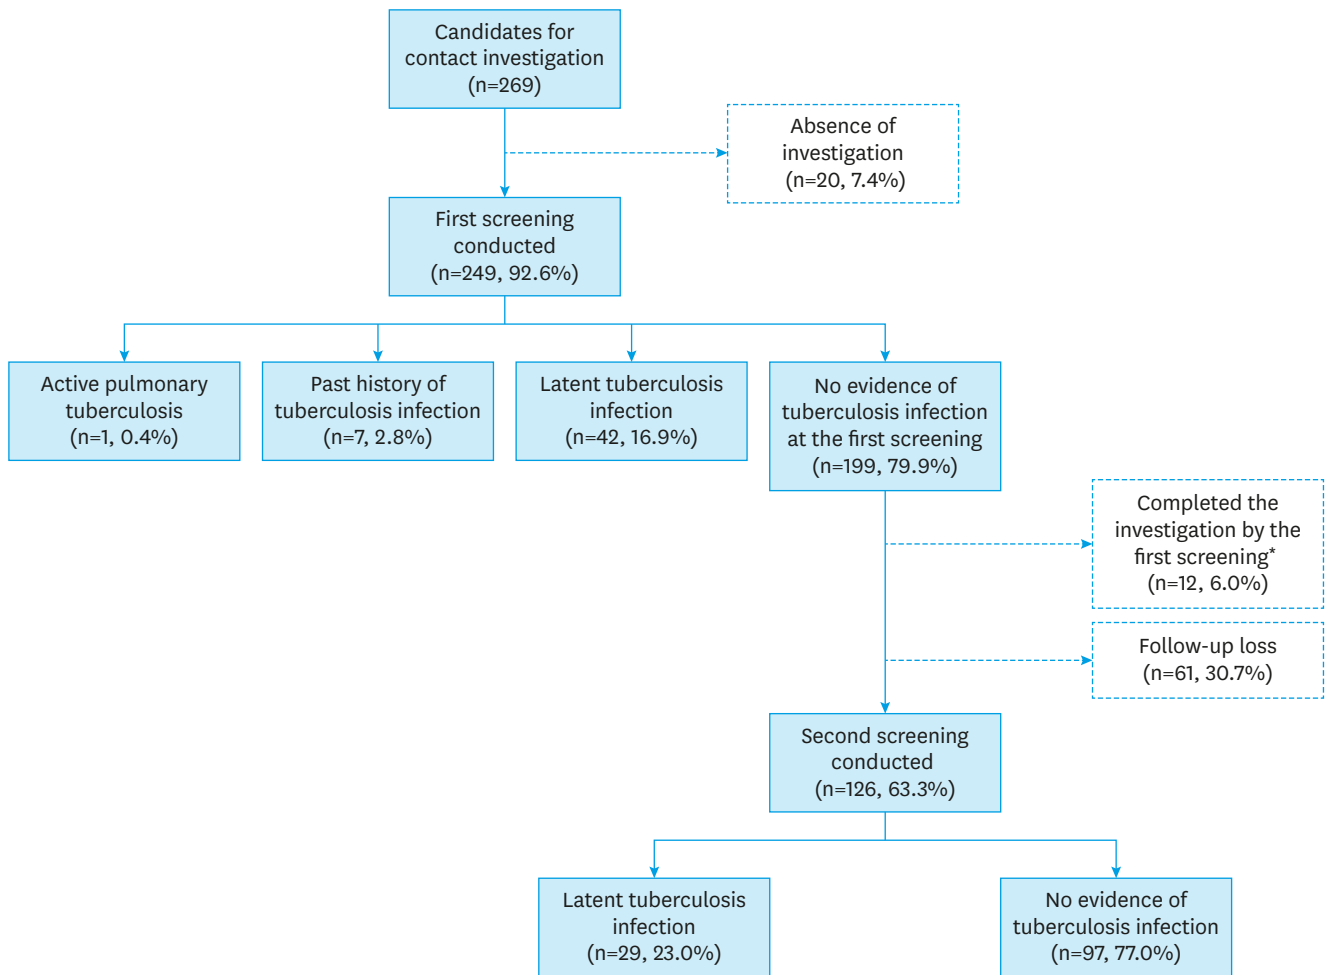 Candidates for
contact investigation
(n=269)
Absence of
investigation
(n=20, 7.4%)
First screening
conducted
(n=249, 92.6%)
Active pulmonary
tuberculosis
(n=1, 0.4%)
Past history of
tuberculosis infection
(n=7, 2.8%)
Latent tuberculosis
infection
(n=42, 16.9%)
No evidence of
tuberculosis infection
at the first screening
(n=199, 79.9%)
Completed the
investigation by the
first screening*
(n=12, 6.0%)
Follow-up loss
(n=61, 30.7%)
Second screening
conducted
(n=126, 63.3%)
Latent tuberculosis
infection
(n=29, 23.0%)
No evidence of
tuberculosis infection
(n=97, 77.0%)